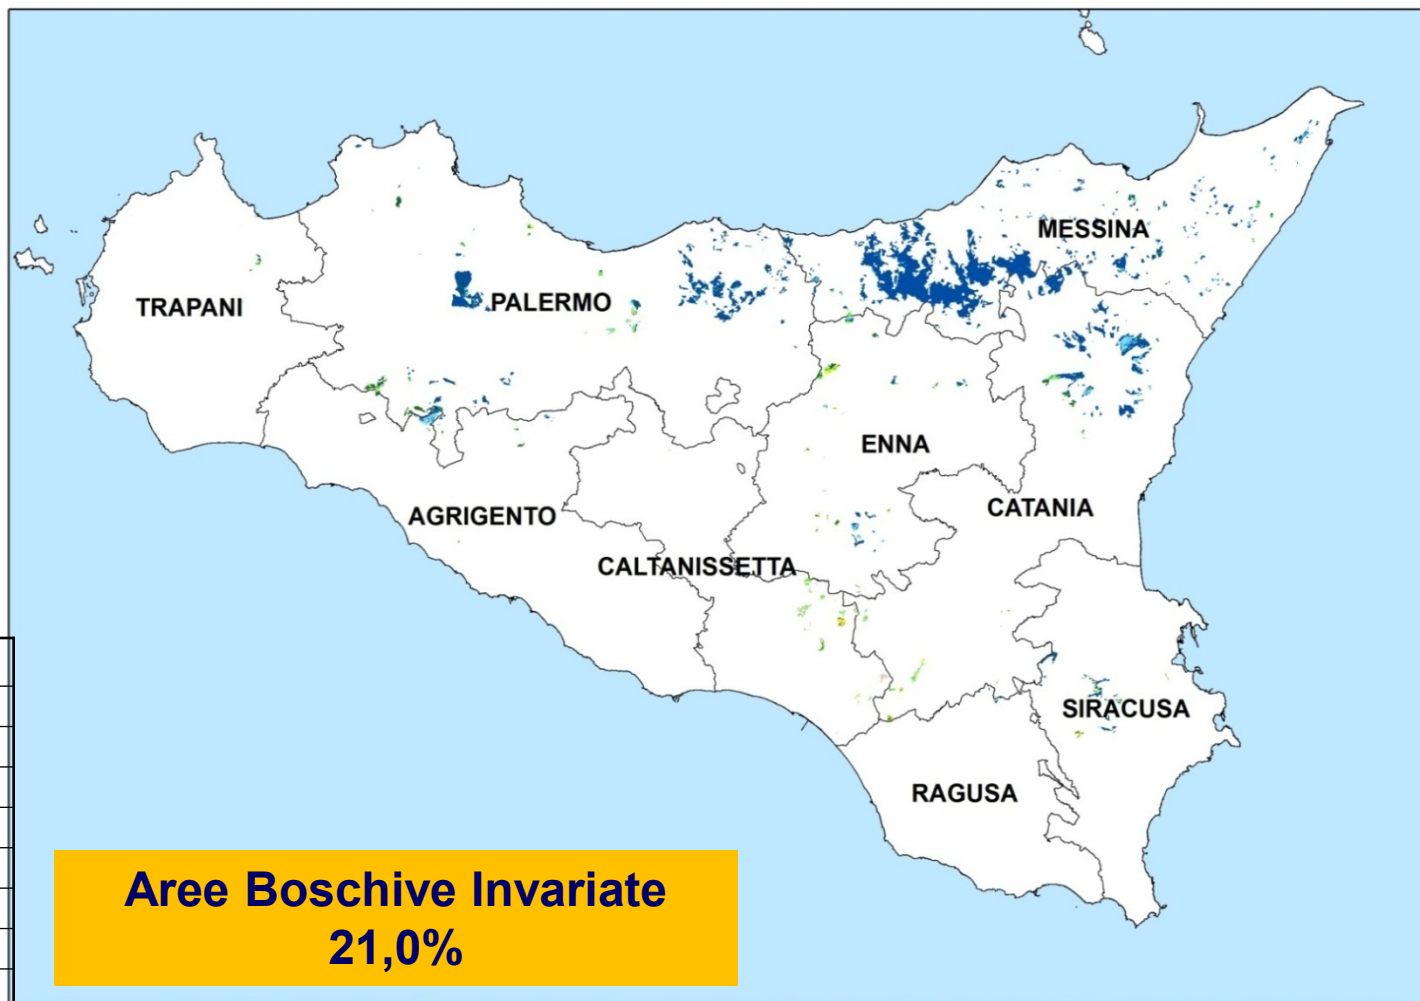 MESSINA
TRAPANI
PALERMO
ENNA
AGRIGENTO
CATANIA
CALTANISSETTA
SIRACUSA
RAGUSA
Aree Boschive Invariate
21,0%